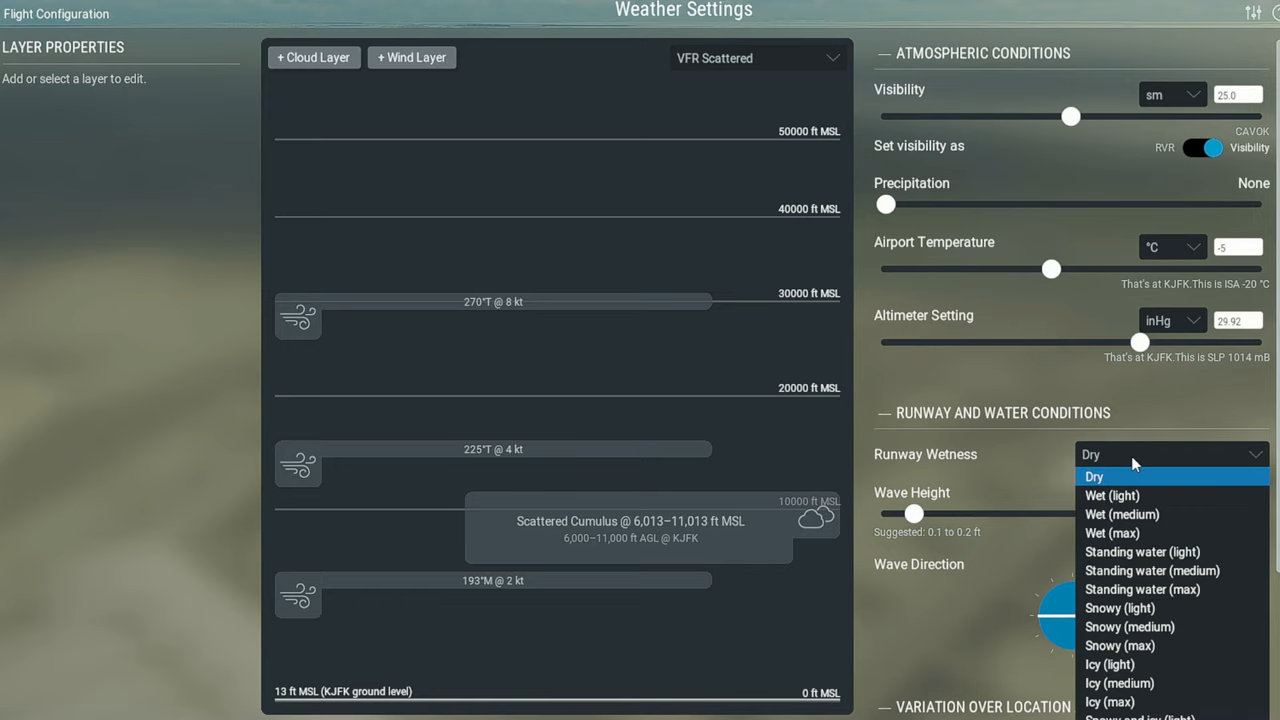 Flight Configuration
Weather Settings
LAYER PROPERTIES
Add or select a layer to edit.
+ Cloud Layer
+ Wind Layer
VFR Scattered
50000 ft MSL
40000 ft MSL
30000 ft MSL
270°T @ 8 kt
20000 ft MSL
225°T @ 4 kt
10000 ft MSL
Scattered Cumulus @ 6,013–11,013 ft MSL
6,000–11,000 ft AGL @ KJFK
193°M @ 2 kt
13 ft MSL (KJFK ground level)
0 ft MSL
— ATMOSPHERIC CONDITIONS
Visibility
sm
25.0
CAVOK
Set visibility as
RVR
Visibility
Precipitation
None
Airport Temperature
°C
-5
That's at KJFK.This is ISA -20 °C
Altimeter Setting
inHg
29.92
That's at KJFK.This is SLP 1014 mB
— RUNWAY AND WATER CONDITIONS
Runway Wetness
Dry
Dry
Wet (light)
Wet (medium)
Wet (max)
Standing water (light)
Standing water (medium)
Standing water (max)
Snowy (light)
Snowy (medium)
Snowy (max)
Icy (light)
Icy (medium)
Icy (max)
Snowy and icy (light)
Wave Height
Suggested: 0.1 to 0.2 ft
Wave Direction
— VARIATION OVER LOCATION